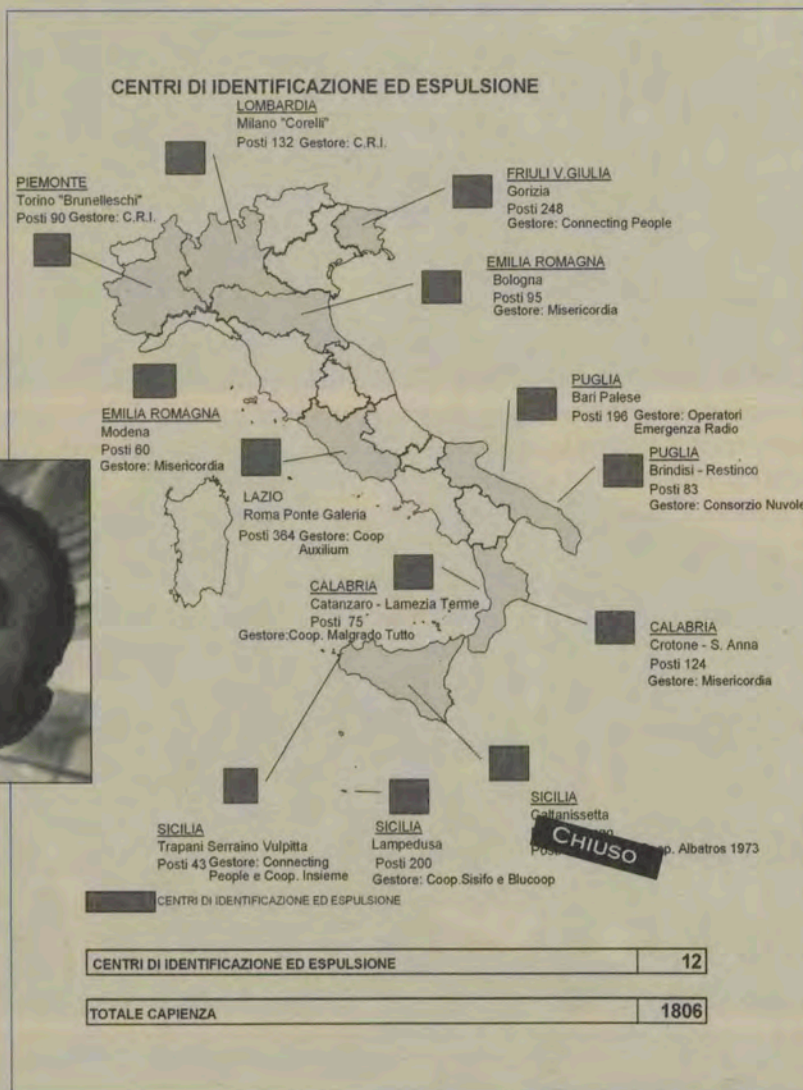 CENTRI DI IDENTIFICAZIONE ED ESPULSIONE
LOMBARDIA
Milano "Corelli"
Posti 132 Gestore: C.R.I.
PIEMONTE
Torino "Brunelleschi"
Posti 90 Gestore: C.R.I.
FRIULI V.GIULIA
Gorizia
Posti 248
Gestore: Connecting People
EMILIA ROMAGNA
Bologna
Posti 95
Gestore: Misericordia
EMILIA ROMAGNA
Modena
Posti 60
Gestore: Misericordia
PUGLIA
Bari Palese
Posti 196 Gestore: Operatori
Emergenza Radio
PUGLIA
Brindisi - Restinco
Posti 83
Gestore: Consorzio Nuvole
LAZIO
Roma Ponte Galeria
Posti 364 Gestore: Coop
Auxilium
CALABRIA
Catanzaro - Lamezia Terme
Posti 75
Gestore:Coop. Malgrado Tutto
CALABRIA
Crotone - S. Anna
Posti 124
Gestore: Misericordia
SICILIA
Trapani Serraino Vulpitta
Posti 43 Gestore: Connecting
People e Coop. Insieme
SICILIA
Lampedusa
Posti 200
Gestore: Coop.Sisifo e Blucoop
SICILIA
Caltanissetta
CHIUSO
Albatros 1973
CENTRI DI IDENTIFICAZIONE ED ESPULSIONE
CENTRI DI IDENTIFICAZIONE ED ESPULSIONE 12
TOTALE CAPIENZA 1806